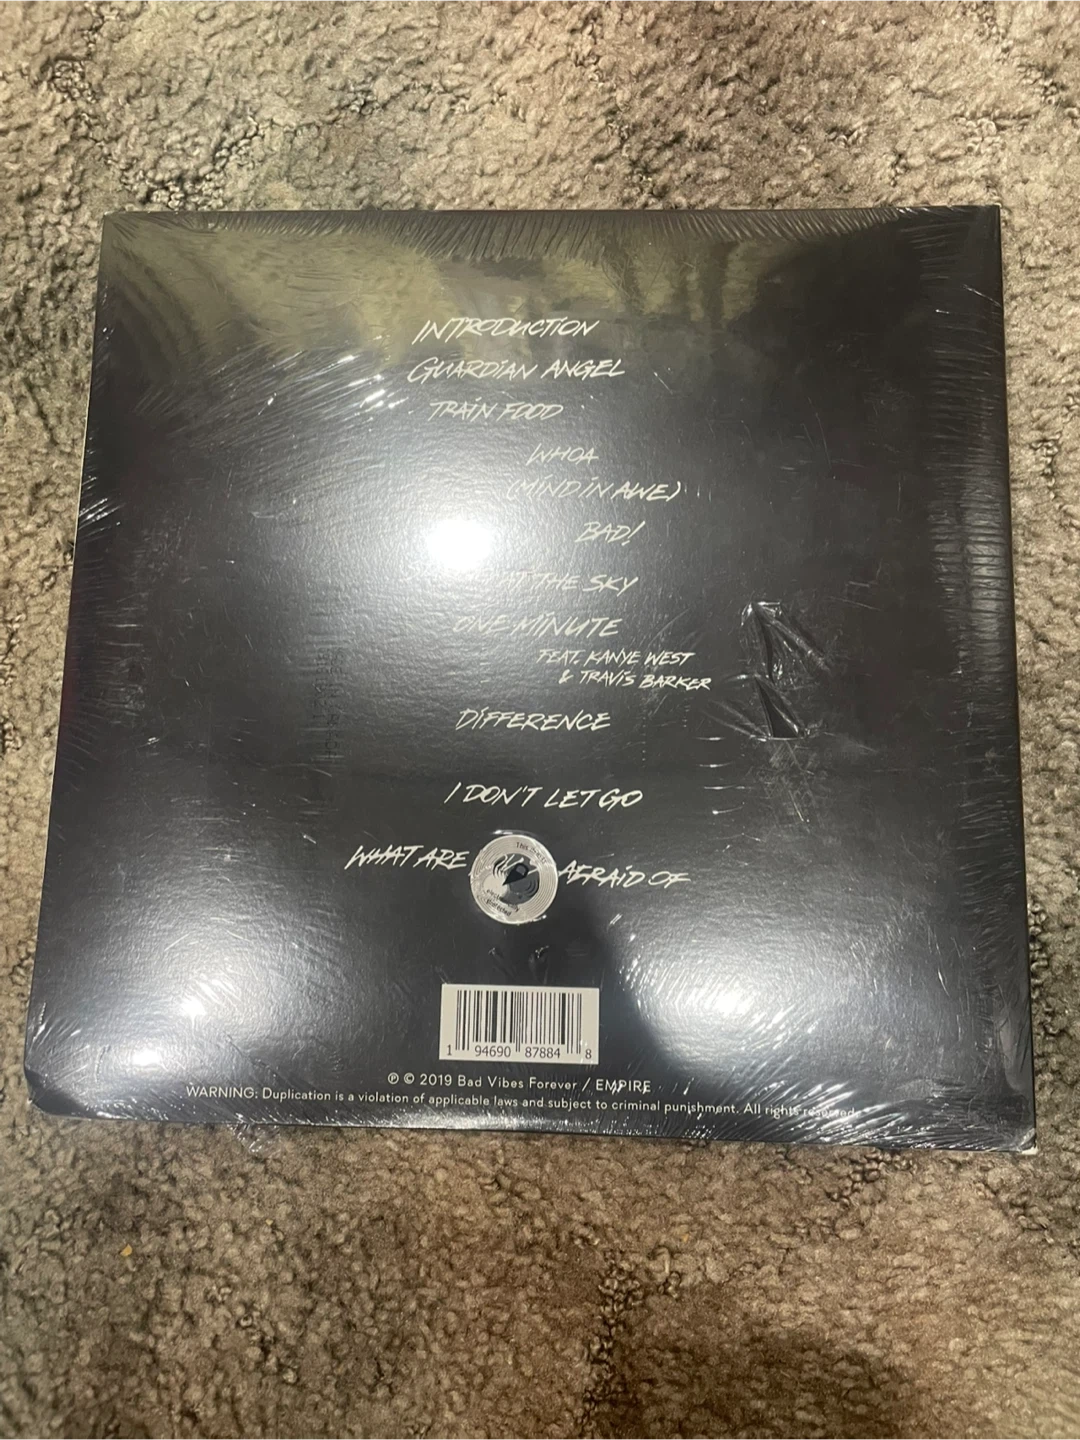 INTRODUCTION
GUARDIAN ANGEL
TRAIN FOOD
WHOA
(MIND IN AWE)
BAD!
AT THE SKY
ONE MINUTE
FEAT. KANYE WEST
& TRAVIS BARKER
DIFFERENCE
I DON'T LET GO
WHAT ARE AFRAID OF
1 94690 87884 8
℗ © 2019 Bad Vibes Forever / EMPIRE
WARNING: Duplication is a violation of applicable laws and subject to criminal punishment. All rights reserved.